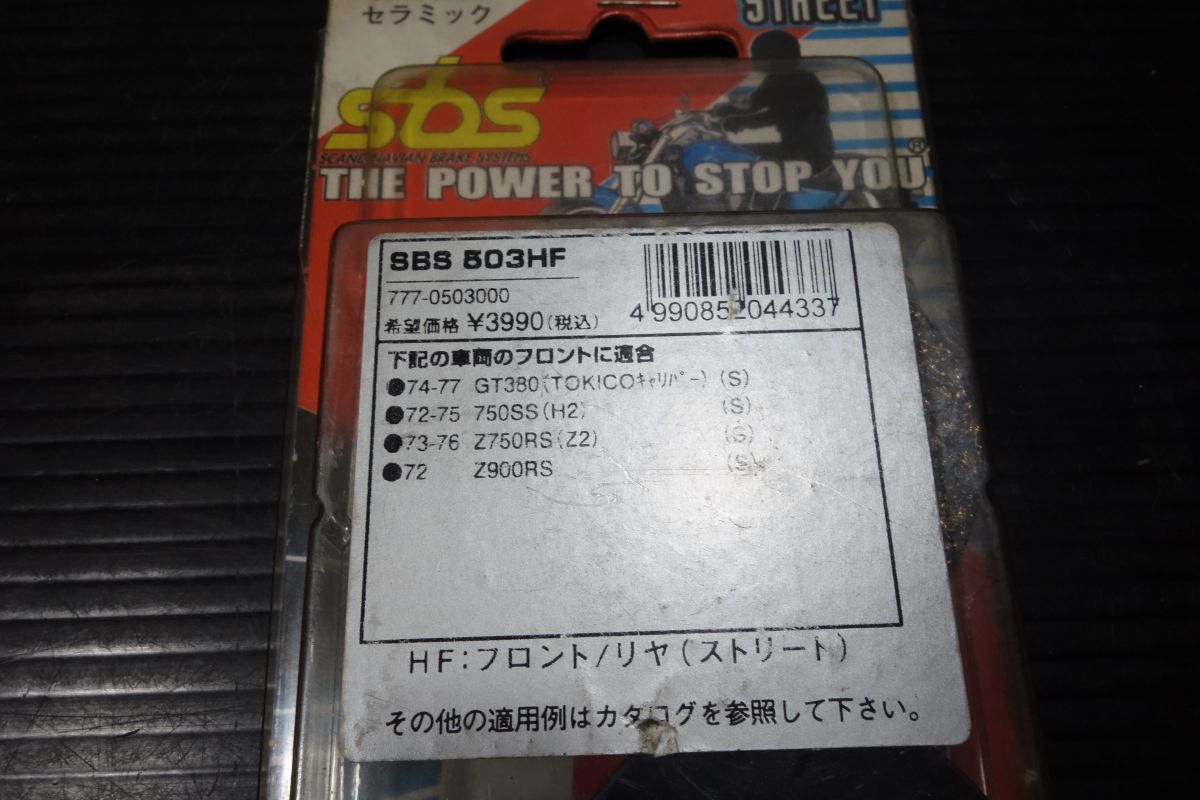 セラミック
STREET
sbs
SCANDINAVIAN BRAKE SYSTEMS
THE POWER TO STOP YOU®
SBS 503HF
777-0503000
希望価格 ¥3990(税込)
4990852044337
下記の車両のフロントに適合
●74-77 GT380(TOKICOキャリパー) (S)
●72-75 750SS(H2) (S)
●73-76 Z750RS(Z2) (S)
●72 Z900RS (S)
HF:フロント/リヤ(ストリート)
その他の適用例はカタログを参照して下さい。